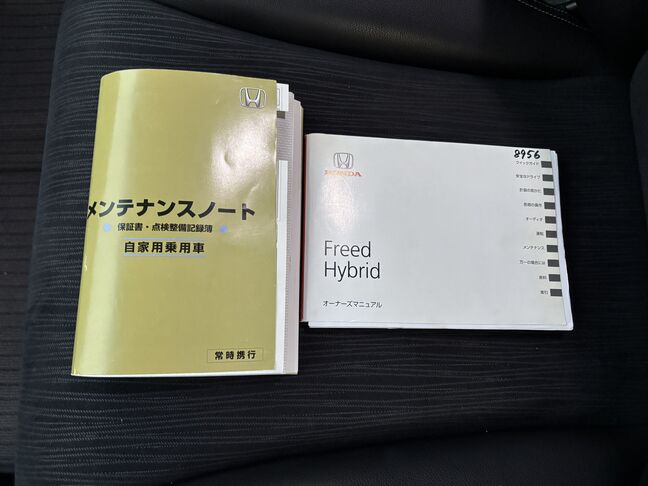 メンテナンスノート
保証書・点検整備記録簿
自家用乗用車
常時携行
8956
HONDA
クイックガイド
安全なドライブ
計器の見かた
各部の操作
オーディオ
運転
メンテナンス
万一の場合には
資料
索引
Freed
Hybrid
オーナーズマニュアル